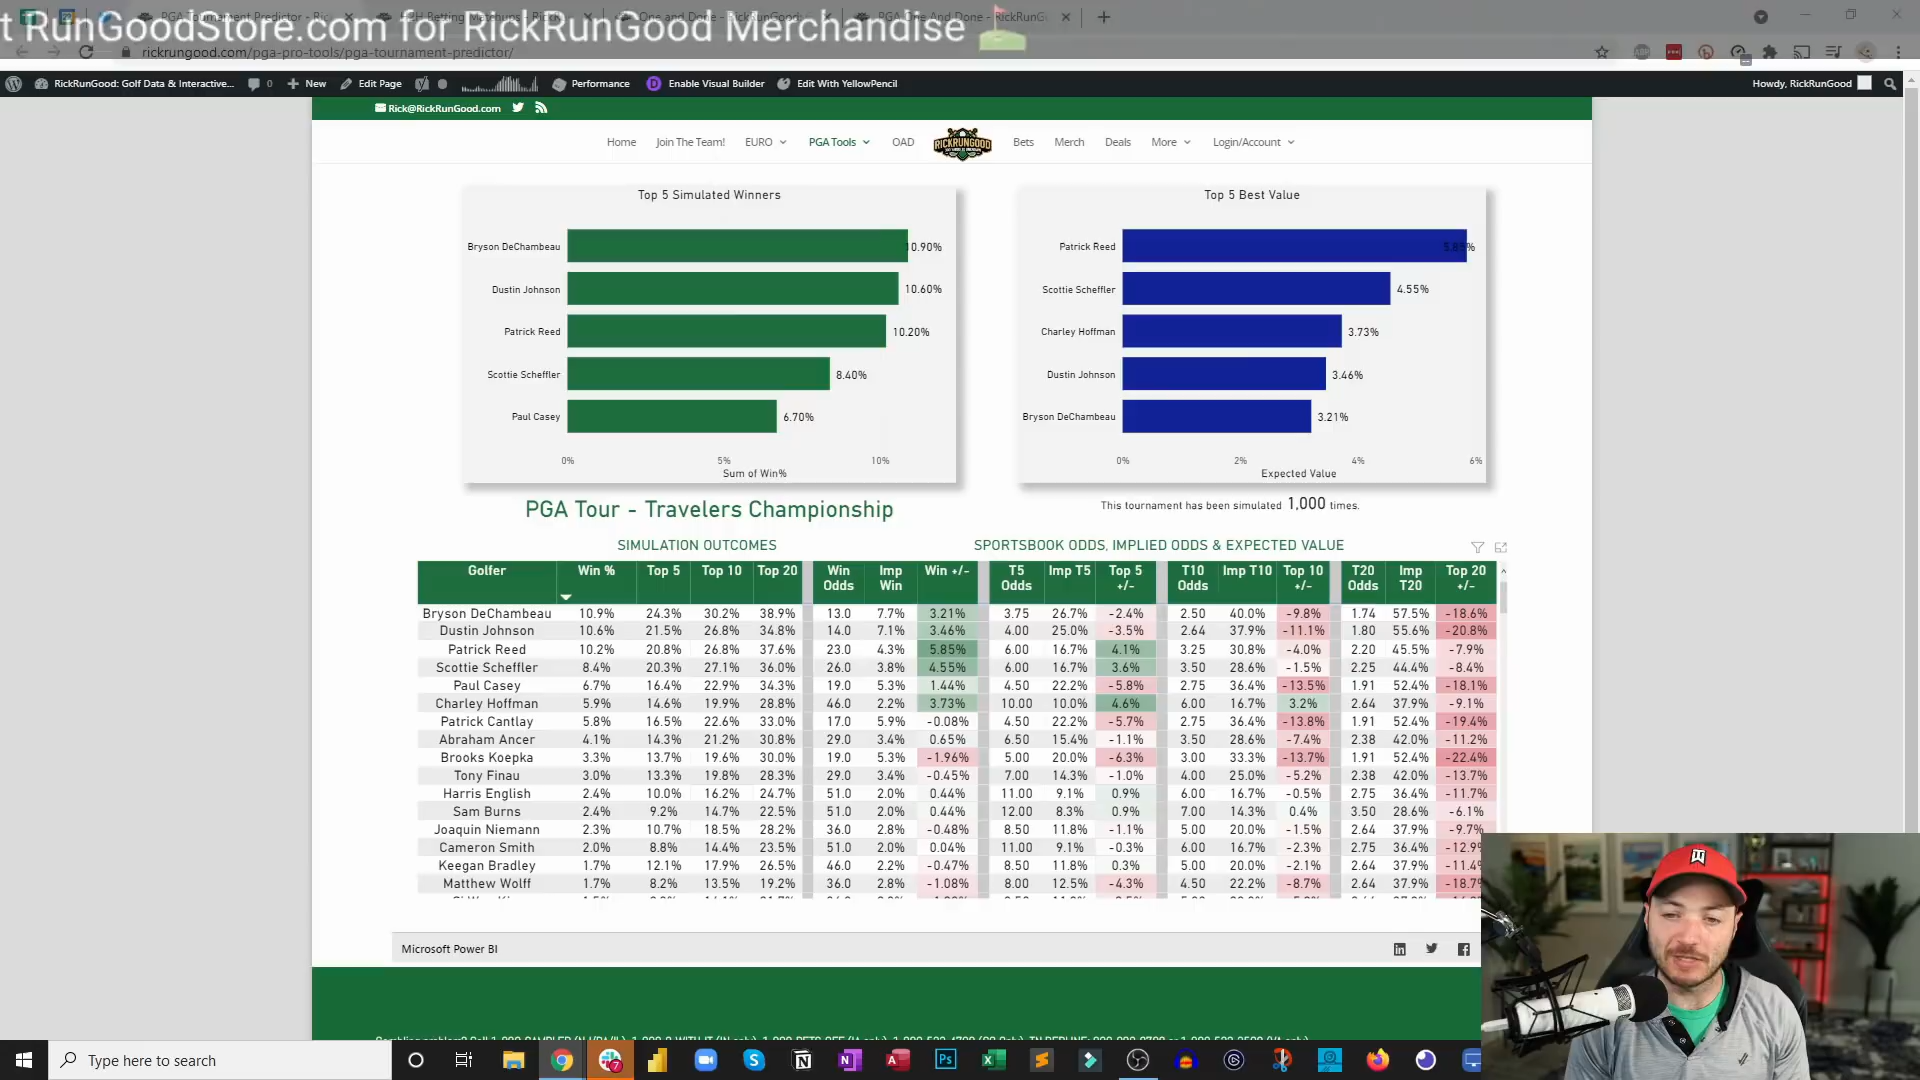 t RunGoodStore.com for RickRunGood Merchandise
rickrungood.com/pga-pro-tools/pga-tournament-predictor/
RickRunGood: Golf Data & Interactive... 0 New Edit Page Performance Enable Visual Builder Edit With YellowPencil Howdy, RickRunGood
Rick@RickRunGood.com
Home Join The Team! EURO PGA Tools OAD RICKRUNGOOD Bets Merch Deals More Login/Account
Top 5 Simulated Winners
Bryson DeChambeau 10.90%
Dustin Johnson 10.60%
Patrick Reed 10.20%
Scottie Scheffler 8.40%
Paul Casey 6.70%
0% 5% 10%
Sum of Win%
Top 5 Best Value
Patrick Reed 5.85%
Scottie Scheffler 4.55%
Charley Hoffman 3.73%
Dustin Johnson 3.46%
Bryson DeChambeau 3.21%
0% 2% 4% 6%
Expected Value
PGA Tour - Travelers Championship
This tournament has been simulated 1,000 times.
SIMULATION OUTCOMES SPORTSBOOK ODDS, IMPLIED ODDS & EXPECTED VALUE
Golfer Win % Top 5 Top 10 Top 20 Win Odds Imp Win Win +/- T5 Odds Imp T5 Top 5 +/- T10 Odds Imp T10 Top 10 +/- T20 Odds Imp T20 Top 20 +/-
Bryson DeChambeau 10.9% 24.3% 30.2% 38.9% 13.0 7.7% 3.21% 3.75 26.7% -2.4% 2.50 40.0% -9.8% 1.74 57.5% -18.6%
Dustin Johnson 10.6% 21.5% 26.8% 34.8% 14.0 7.1% 3.46% 4.00 25.0% -3.5% 2.64 37.9% -11.1% 1.80 55.6% -20.8%
Patrick Reed 10.2% 20.8% 26.8% 37.6% 23.0 4.3% 5.85% 6.00 16.7% 4.1% 3.25 30.8% -4.0% 2.20 45.5% -7.9%
Scottie Scheffler 8.4% 20.3% 27.1% 36.0% 26.0 3.8% 4.55% 6.00 16.7% 3.6% 3.50 28.6% -1.5% 2.25 44.4% -8.4%
Paul Casey 6.7% 16.4% 22.9% 34.3% 19.0 5.3% 1.44% 4.50 22.2% -5.8% 2.75 36.4% -13.5% 1.91 52.4% -18.1%
Charley Hoffman 5.9% 14.6% 19.9% 28.8% 46.0 2.2% 3.73% 10.00 10.0% 4.6% 6.00 16.7% 3.2% 2.64 37.9% -9.1%
Patrick Cantlay 5.8% 16.5% 22.6% 33.0% 17.0 5.9% -0.08% 4.50 22.2% -5.7% 2.75 36.4% -13.8% 1.91 52.4% -19.4%
Abraham Ancer 4.1% 14.3% 21.2% 30.8% 29.0 3.4% 0.65% 6.50 15.4% -1.1% 3.50 28.6% -7.4% 2.38 42.0% -11.2%
Brooks Koepka 3.3% 13.7% 19.6% 30.0% 19.0 5.3% -1.96% 5.00 20.0% -6.3% 3.00 33.3% -13.7% 1.91 52.4% -22.4%
Tony Finau 3.0% 13.3% 19.8% 28.3% 29.0 3.4% -0.45% 7.00 14.3% -1.0% 4.00 25.0% -5.2% 2.38 42.0% -13.7%
Harris English 2.4% 10.0% 16.2% 24.7% 51.0 2.0% 0.44% 11.00 9.1% 0.9% 6.00 16.7% -0.5% 2.75 36.4% -11.7%
Sam Burns 2.4% 9.2% 14.7% 22.5% 51.0 2.0% 0.44% 12.00 8.3% 0.9% 7.00 14.3% 0.4% 3.50 28.6% -6.1%
Joaquin Niemann 2.3% 10.7% 18.5% 28.2% 36.0 2.8% -0.48% 8.50 11.8% -1.1% 5.00 20.0% -1.5% 2.64 37.9% -9.7%
Cameron Smith 2.0% 8.8% 14.4% 23.5% 51.0 2.0% 0.04% 11.00 9.1% -0.3% 6.00 16.7% -2.3% 2.75 36.4% -12.9%
Keegan Bradley 1.7% 12.1% 17.9% 26.5% 46.0 2.2% -0.47% 8.50 11.8% 0.3% 5.00 20.0% -2.1% 2.64 37.9% -11.4%
Matthew Wolff 1.7% 8.2% 13.5% 19.2% 36.0 2.8% -1.08% 8.00 12.5% -4.3% 4.50 22.2% -8.7% 2.64 37.9% -18.7%
Microsoft Power BI
Type here to search